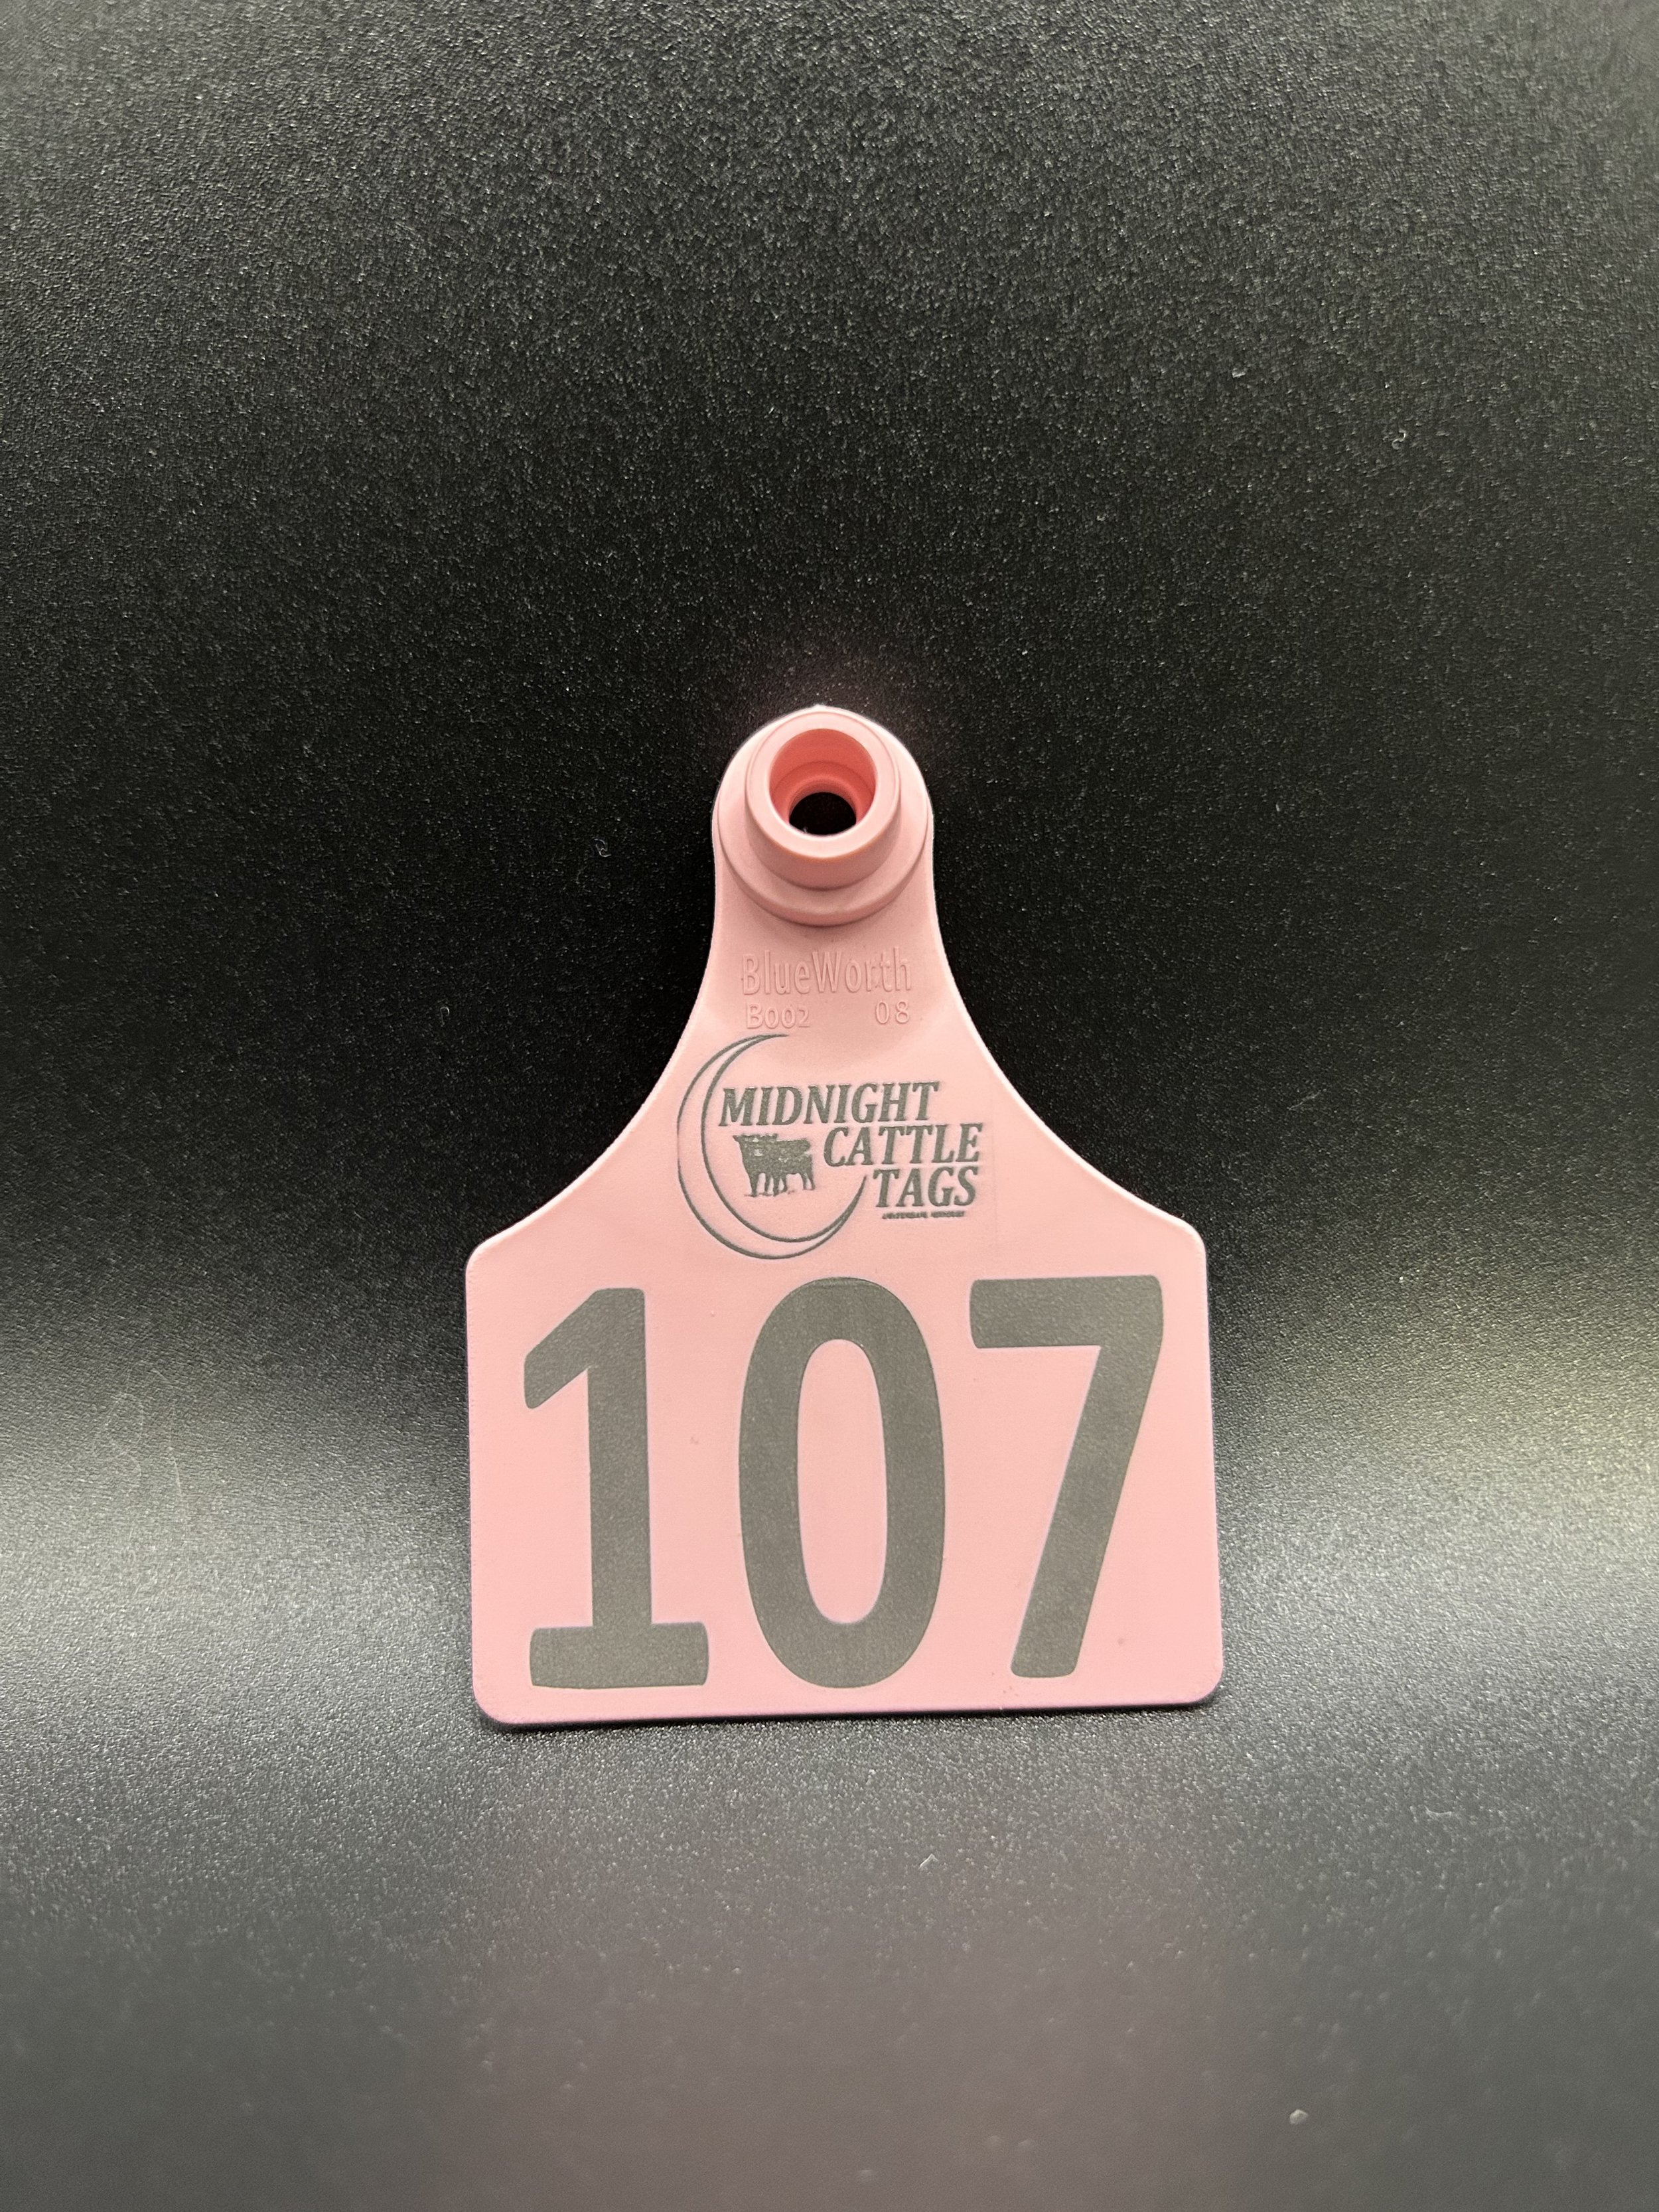 BlueWorth
B002 08
MIDNIGHT
CATTLE
TAGS
107